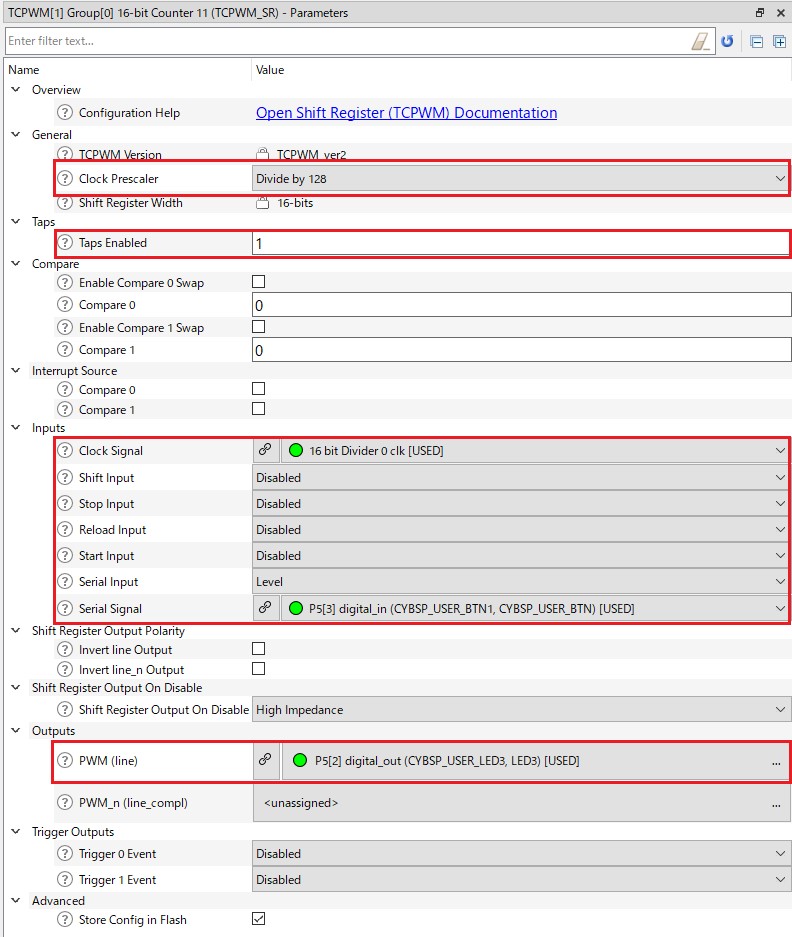 TCPWM[1] Group[0] 16-bit Counter 11 (TCPWM_SR) - Parameters
Enter filter text...
Name Value
Overview
Configuration Help Open Shift Register (TCPWM) Documentation
General
TCPWM Version TCPWM_ver2
Clock Prescaler Divide by 128
Shift Register Width 16-bits
Taps
Taps Enabled 1
Compare
Enable Compare 0 Swap
Compare 0 0
Enable Compare 1 Swap
Compare 1 0
Interrupt Source
Compare 0
Compare 1
Inputs
Clock Signal 16 bit Divider 0 clk [USED]
Shift Input Disabled
Stop Input Disabled
Reload Input Disabled
Start Input Disabled
Serial Input Level
Serial Signal P5[3] digital_in (CYBSP_USER_BTN1, CYBSP_USER_BTN) [USED]
Shift Register Output Polarity
Invert line Output
Invert line_n Output
Shift Register Output On Disable
Shift Register Output On Disable High Impedance
Outputs
PWM (line) P5[2] digital_out (CYBSP_USER_LED3, LED3) [USED] ...
PWM_n (line_compl) <unassigned> ...
Trigger Outputs
Trigger 0 Event Disabled
Trigger 1 Event Disabled
Advanced
Store Config in Flash